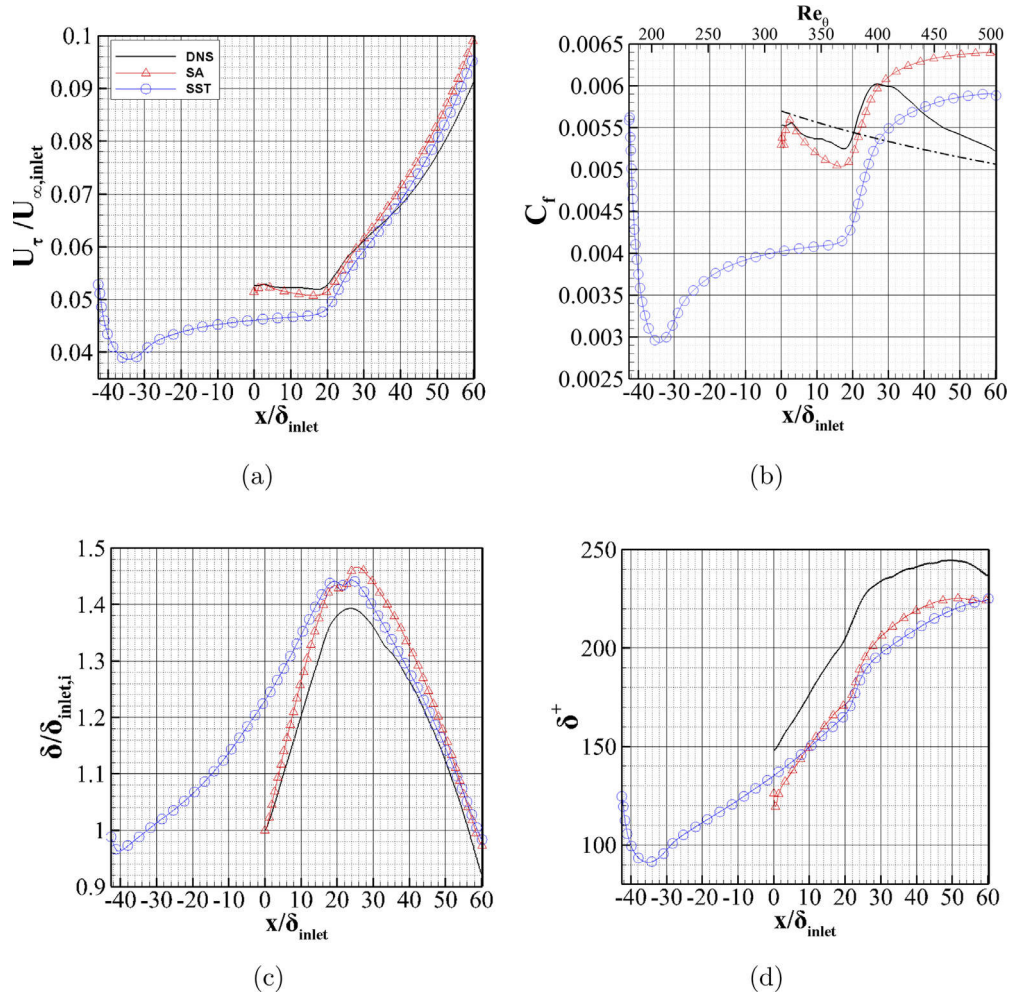 DNS
SA
SST
0.1
0.09
0.08
0.07
0.06
0.05
0.04
U_τ /U_∞,inlet
-40 -30 -20 -10 0 10 20 30 40 50 60
x/δ_inlet
(a)
Re_θ
200 250 300 350 400 450 500
0.0065
0.006
0.0055
0.005
0.0045
0.004
0.0035
0.003
0.0025
C_f
-40 -30 -20 -10 0 10 20 30 40 50 60
x/δ_inlet
(b)
1.5
1.4
1.3
1.2
1.1
1
0.9
δ/δ_inlet,i
-40 -30 -20 -10 0 10 20 30 40 50 60
x/δ_inlet
(c)
250
200
150
100
δ⁺
-40 -30 -20 -10 0 10 20 30 40 50 60
x/δ_inlet
(d)